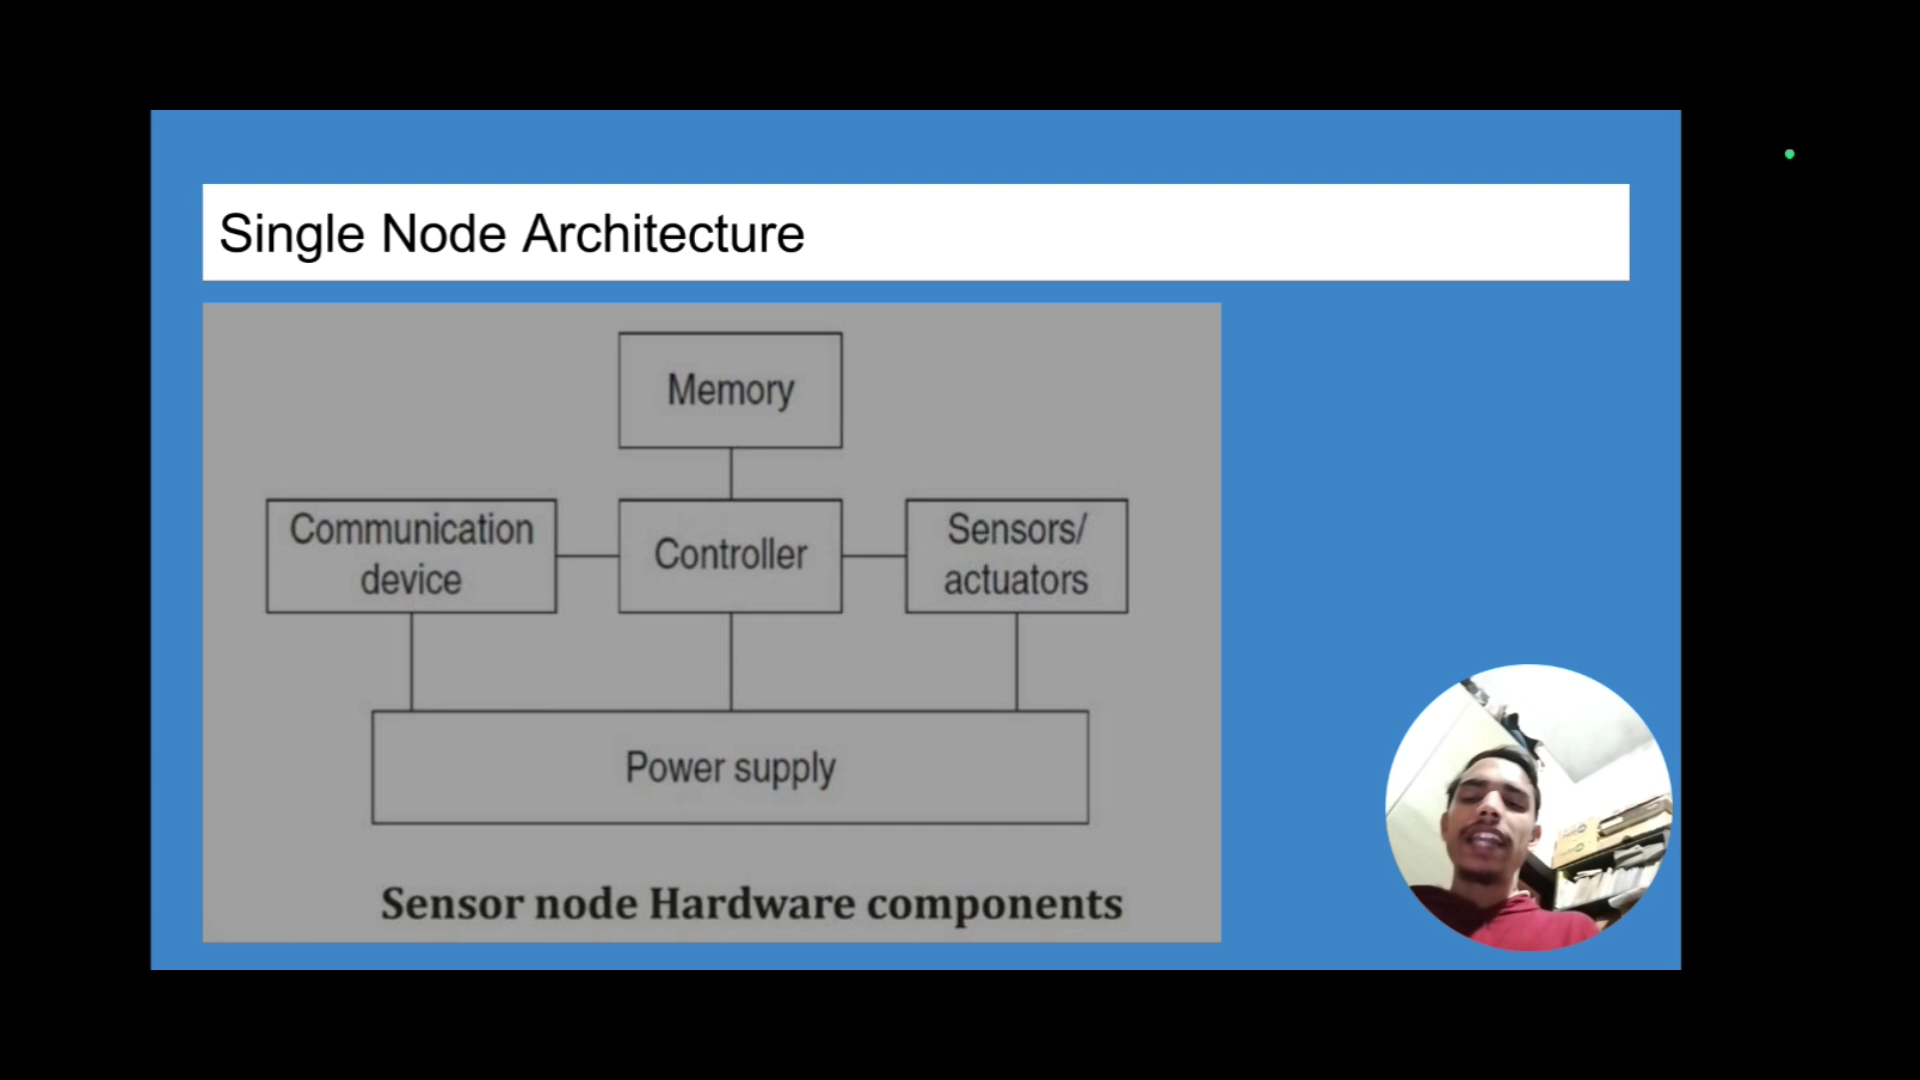 Single Node Architecture
Memory
Communication
device
Controller
Sensors/
actuators
Power supply
Sensor node Hardware components